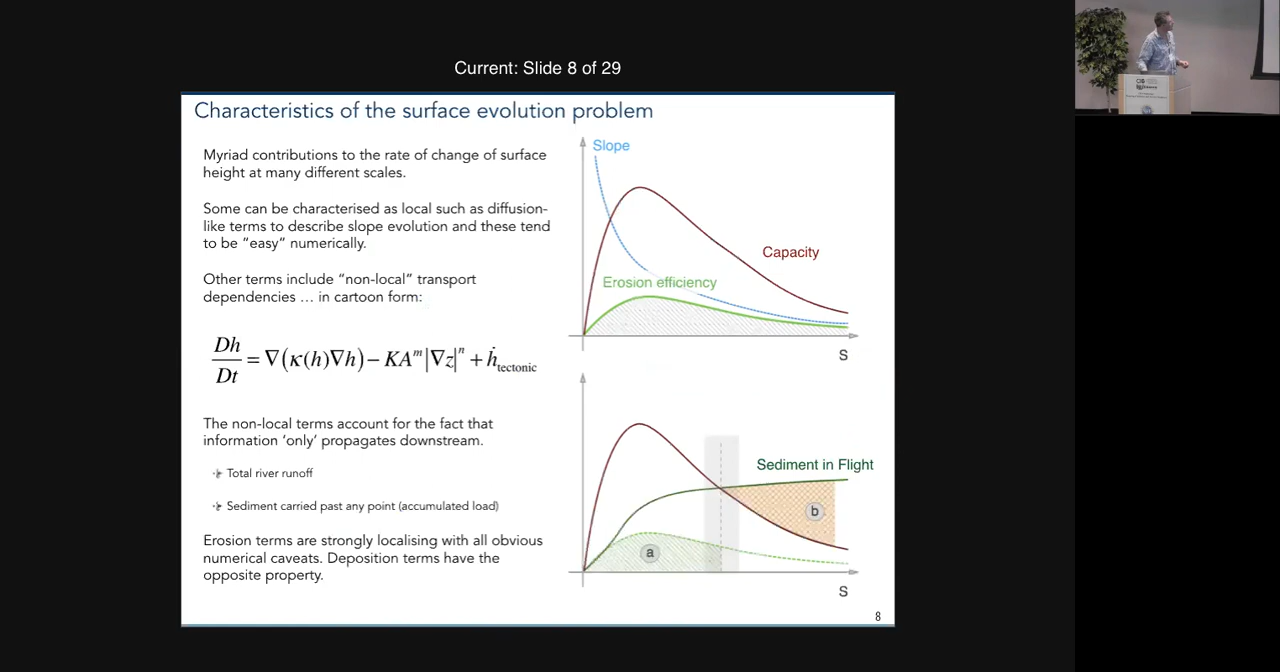 Current: Slide 8 of 29
Characteristics of the surface evolution problem
Myriad contributions to the rate of change of surface
height at many different scales.
Some can be characterised as local such as diffusion-
like terms to describe slope evolution and these tend
to be "easy" numerically.
Other terms include "non-local" transport
dependencies … in cartoon form:
Dh/Dt = ∇(κ(h)∇h) − KAᵐ|∇z|ⁿ + ḣ_tectonic
The non-local terms account for the fact that
information 'only' propagates downstream.
Total river runoff
Sediment carried past any point (accumulated load)
Erosion terms are strongly localising with all obvious
numerical caveats. Deposition terms have the
opposite property.
Slope
Capacity
Erosion efficiency
S
Sediment in Flight
b
a
S
8